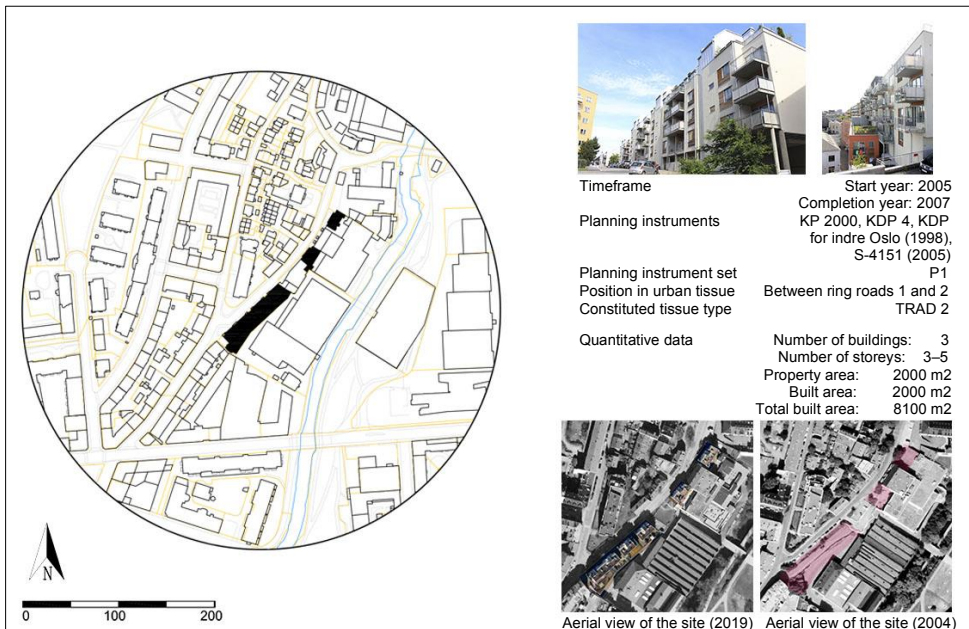 Timeframe Start year: 2005
Completion year: 2007
Planning instruments KP 2000, KDP 4, KDP
for indre Oslo (1998),
S-4151 (2005)
Planning instrument set P1
Position in urban tissue Between ring roads 1 and 2
Constituted tissue type TRAD 2
Quantitative data Number of buildings: 3
Number of storeys: 3–5
Property area: 2000 m2
Built area: 2000 m2
Total built area: 8100 m2
N
0 100 200
Aerial view of the site (2019) Aerial view of the site (2004)